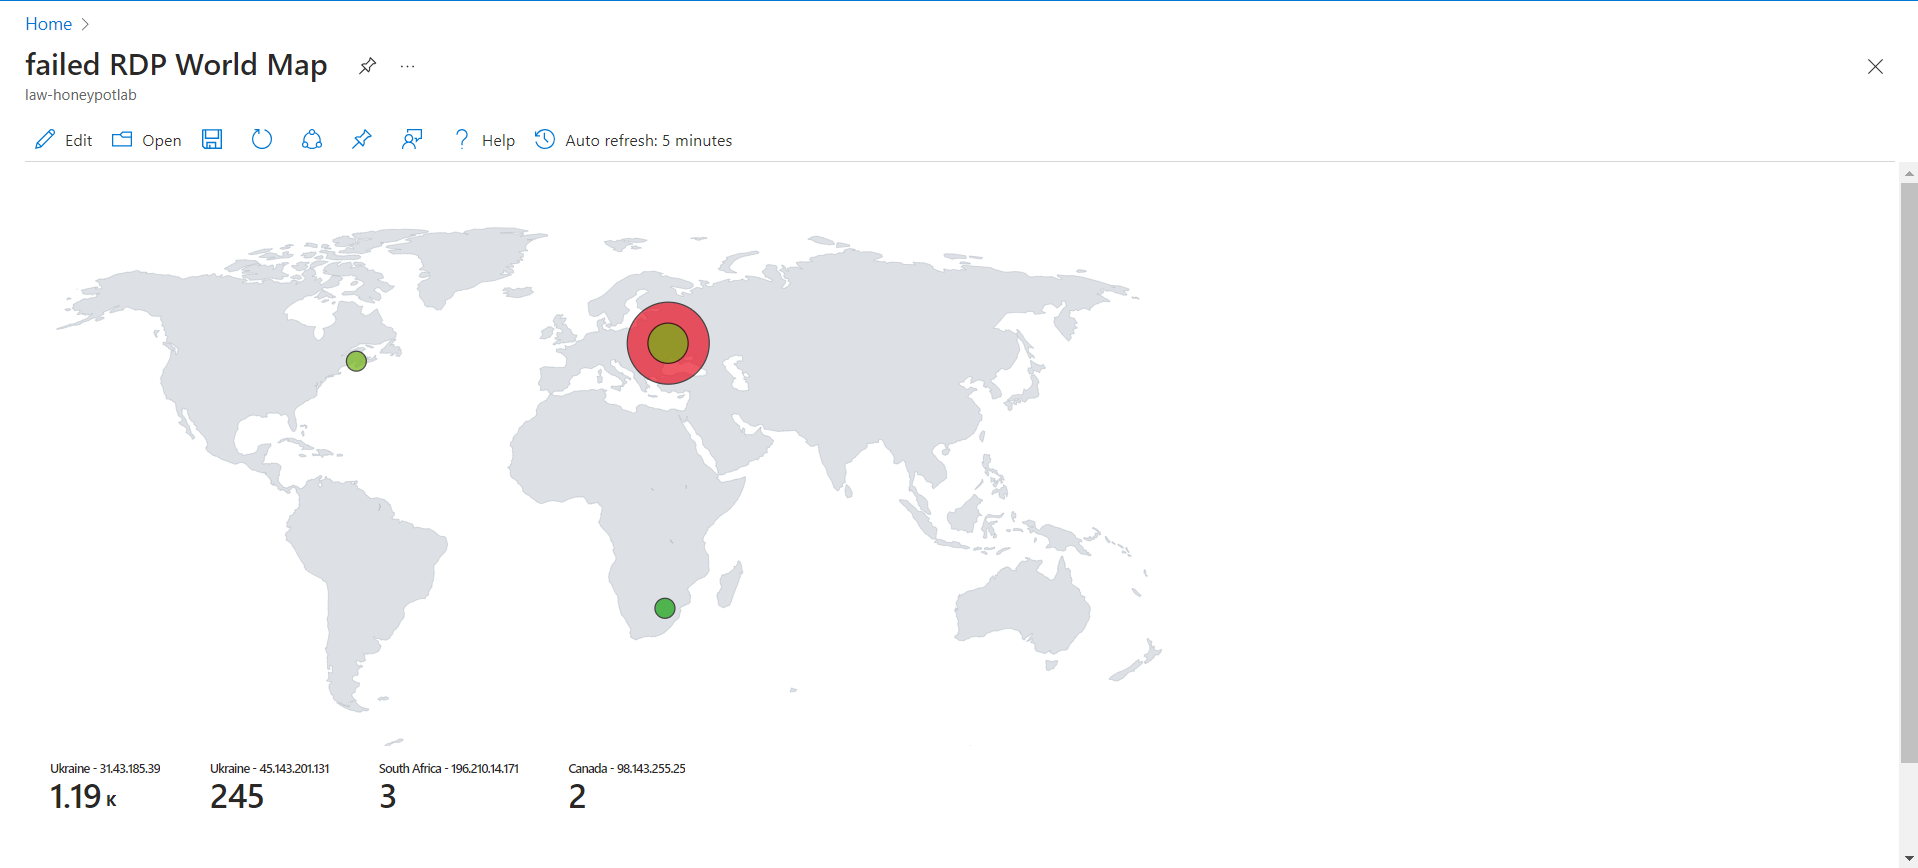 Home
failed RDP World Map
law-honeypotlab
Edit Open Help Auto refresh: 5 minutes
Ukraine - 31.43.185.39 Ukraine - 45.143.201.131 South Africa - 196.210.14.171 Canada - 98.143.255.25
1.19 K 245 3 2